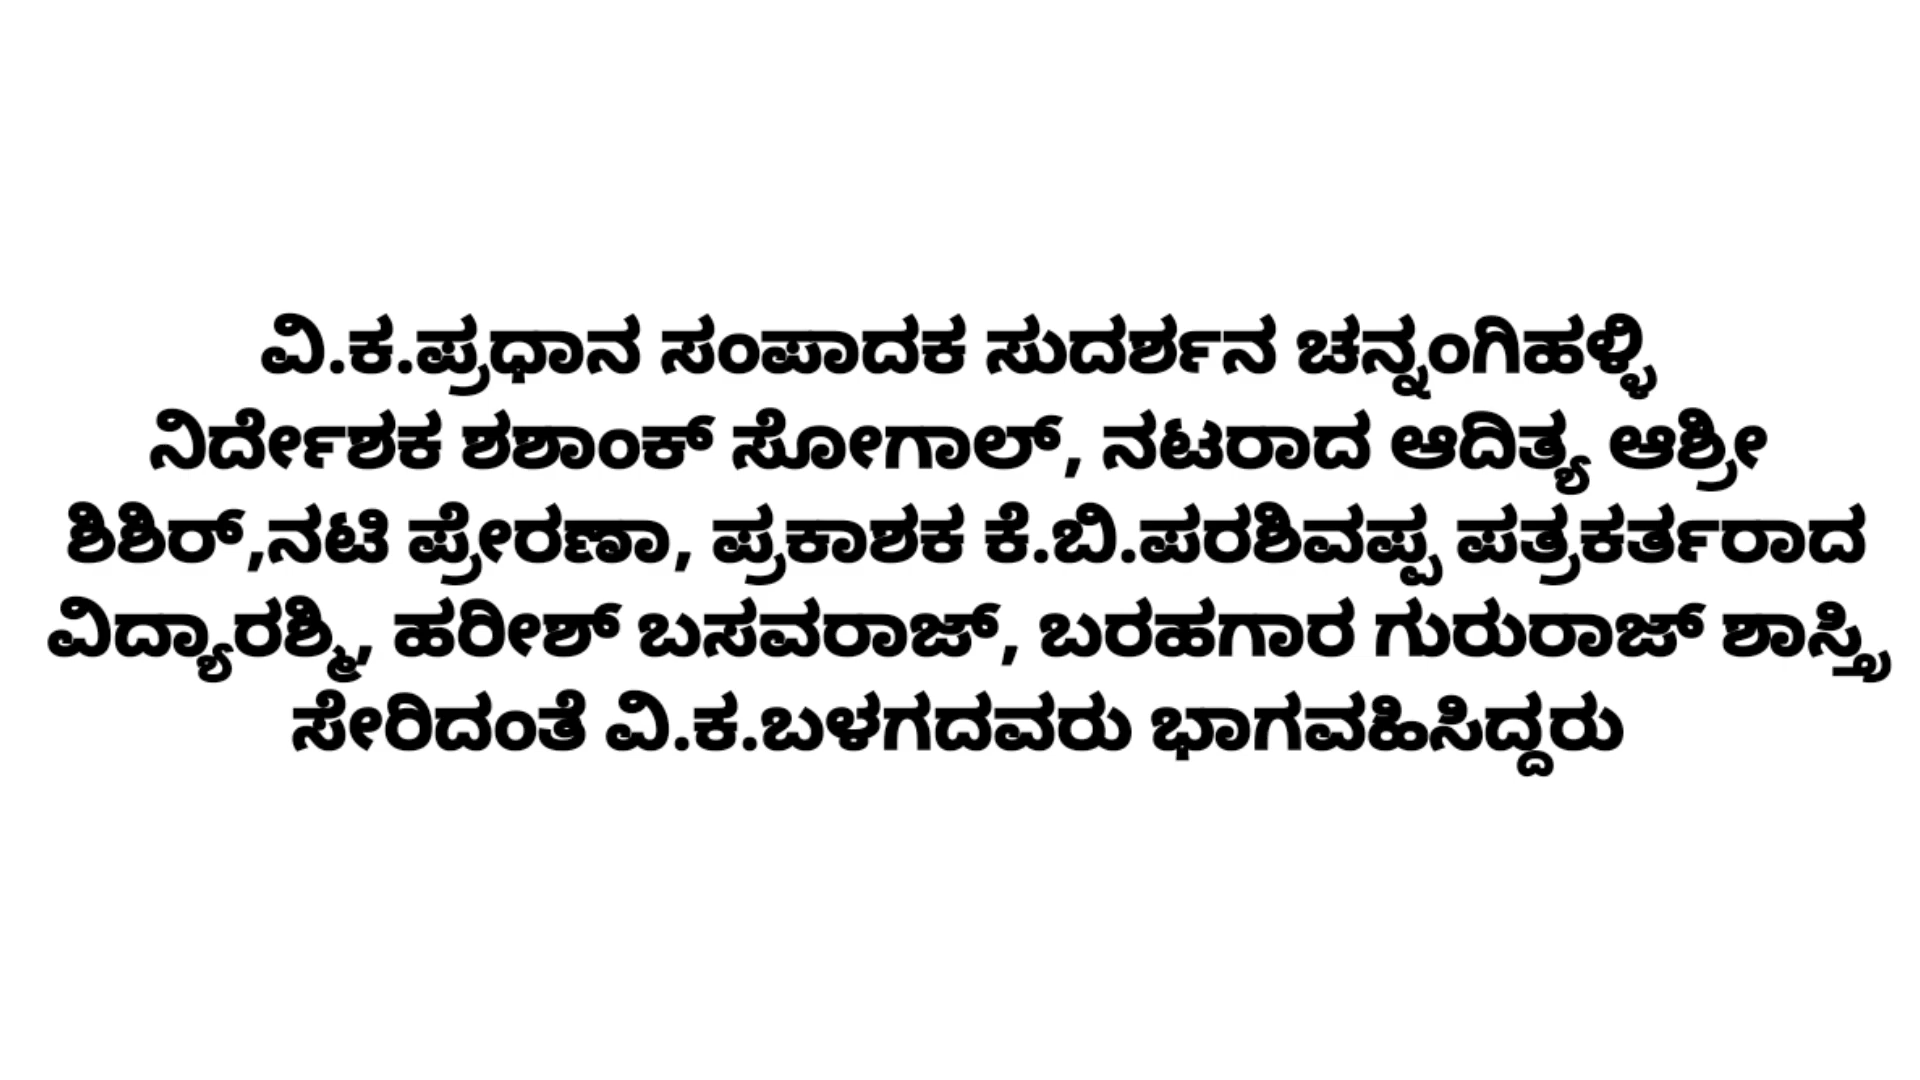 ವಿ.ಕ.ಪ್ರಧಾನ ಸಂಪಾದಕ ಸುದರ್ಶನ ಚನ್ನಂಗಿಹಳ್ಳಿ
ನಿರ್ದೇಶಕ ಶಶಾಂಕ್ ಸೋಗಾಲ್, ನಟರಾದ ಆದಿತ್ಯ ಆಶ್ರೀ
ಶಿಶಿರ್,ನಟಿ ಪ್ರೇರಣಾ, ಪ್ರಕಾಶಕ ಕೆ.ಬಿ.ಪರಶಿವಪ್ಪ ಪತ್ರಕರ್ತರಾದ
ವಿದ್ಯಾರಶ್ಮಿ, ಹರೀಶ್ ಬಸವರಾಜ್, ಬರಹಗಾರ ಗುರುರಾಜ್ ಶಾಸ್ತ್ರಿ
ಸೇರಿದಂತೆ ವಿ.ಕ.ಬಳಗದವರು ಭಾಗವಹಿಸಿದ್ದರು